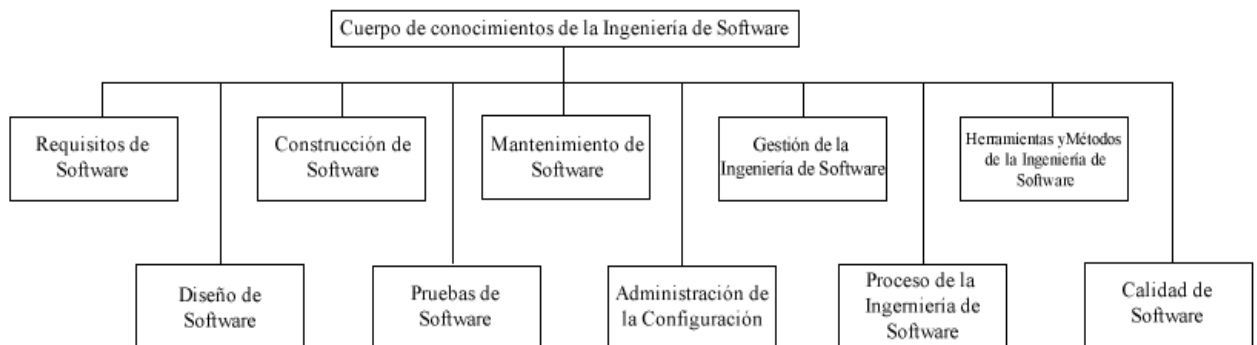 Cuerpo de conocimientos de la Ingeniería de Software
Requisitos de
Software
Construcción de
Software
Mantenimiento de
Software
Gestión de la
Ingeniería de Software
Herramientas yMétodos
de la Ingeniería de
Software
Diseño de
Software
Pruebas de
Software
Administración de
la Configuración
Proceso de la
Ingerniería de
Software
Calidad de
Software